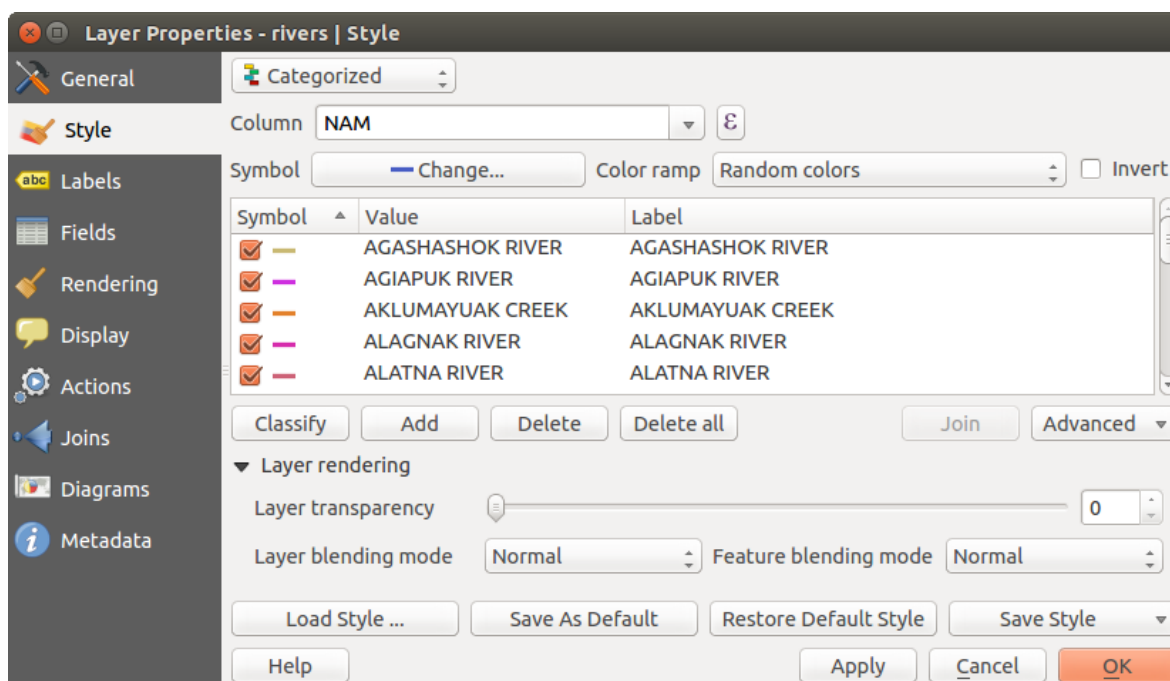 Layer Properties - rivers | Style
General
Style
abc Labels
Fields
Rendering
Display
Actions
Joins
Diagrams
i Metadata
Categorized
Column NAM ε
Symbol Change... Color ramp Random colors Invert
Symbol Value Label
AGASHASHOK RIVER AGASHASHOK RIVER
AGIAPUK RIVER AGIAPUK RIVER
AKLUMAYUAK CREEK AKLUMAYUAK CREEK
ALAGNAK RIVER ALAGNAK RIVER
ALATNA RIVER ALATNA RIVER
Classify Add Delete Delete all Join Advanced
Layer rendering
Layer transparency 0
Layer blending mode Normal Feature blending mode Normal
Load Style ... Save As Default Restore Default Style Save Style
Help Apply Cancel OK